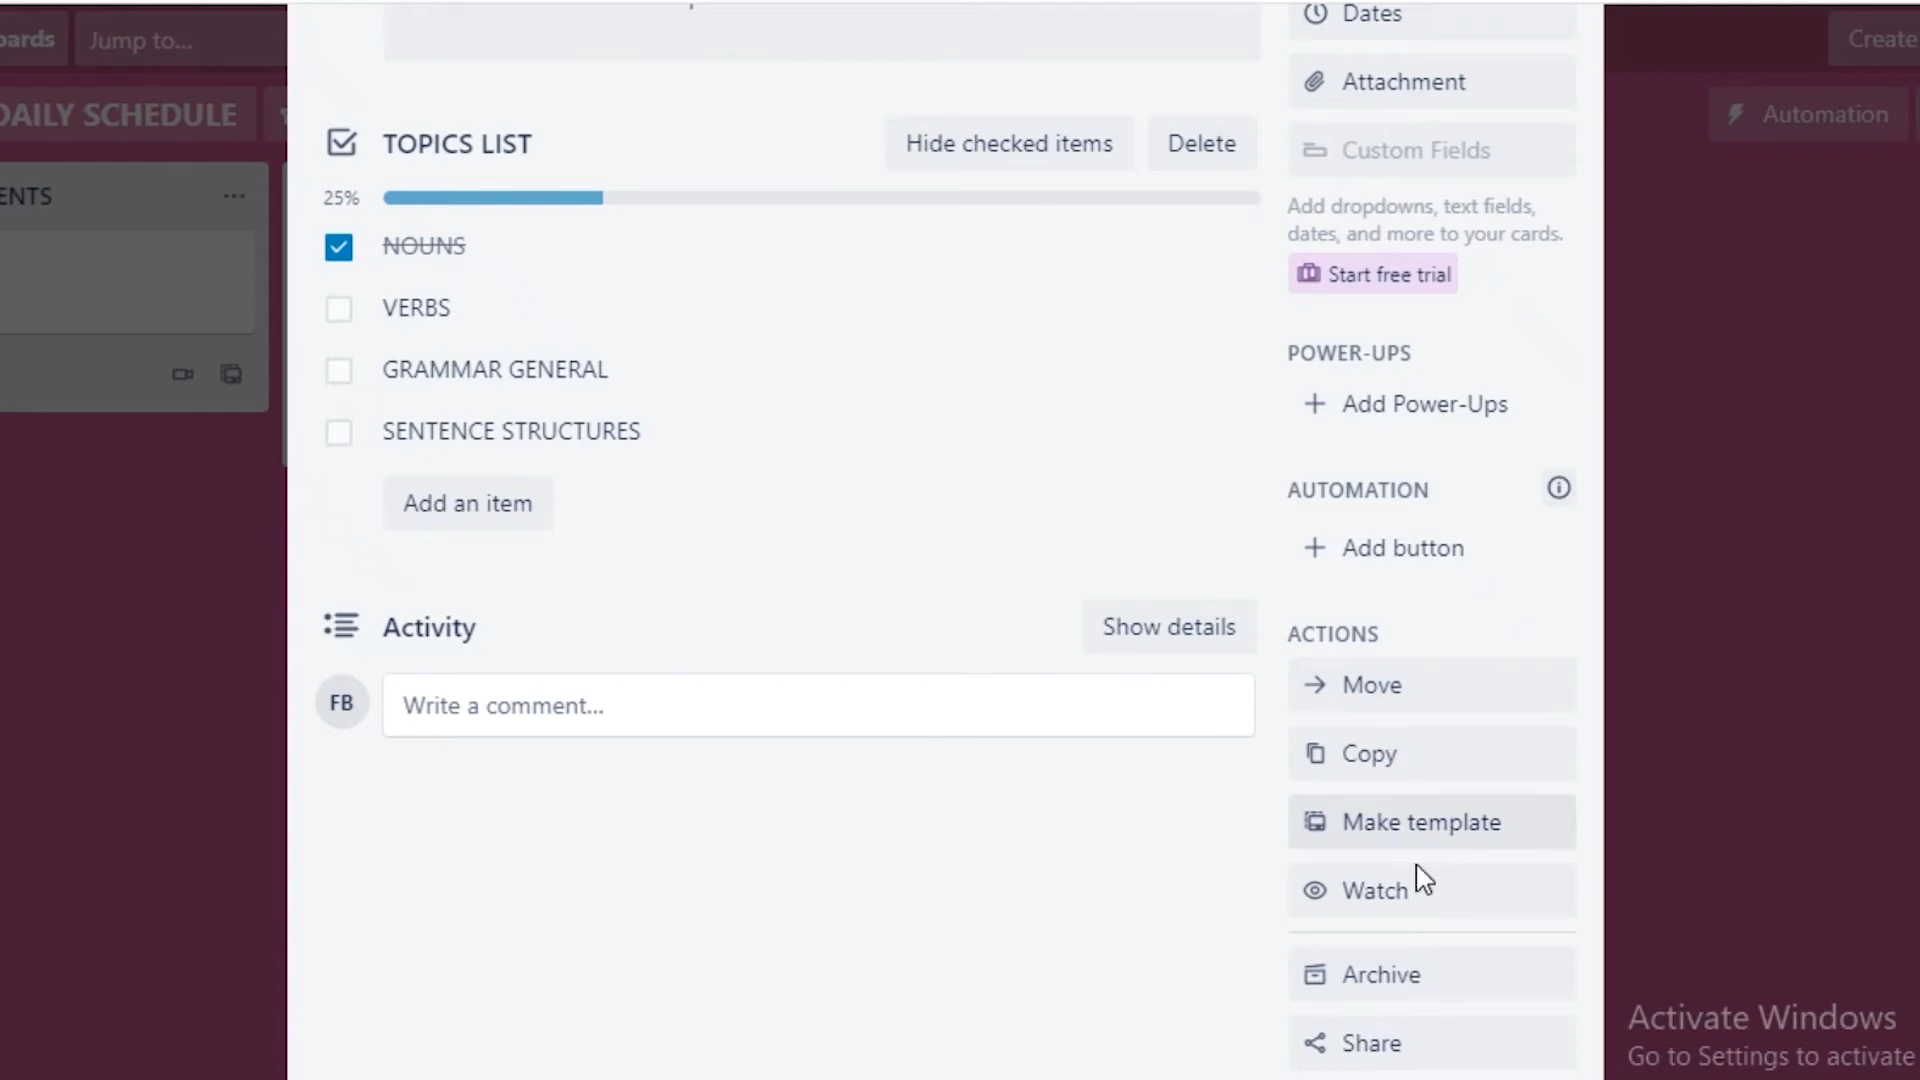 Jump to...
Create
DAILY SCHEDULE
Automation
Dates
Attachment
Custom Fields
Add dropdowns, text fields,
dates, and more to your cards.
Start free trial
TOPICS LIST
Hide checked items
Delete
25%
NOUNS
VERBS
GRAMMAR GENERAL
SENTENCE STRUCTURES
Add an item
POWER-UPS
Add Power-Ups
AUTOMATION
Add button
Activity
Show details
FB
Write a comment...
ACTIONS
Move
Copy
Make template
Watch
Archive
Share
Activate Windows
Go to Settings to activate